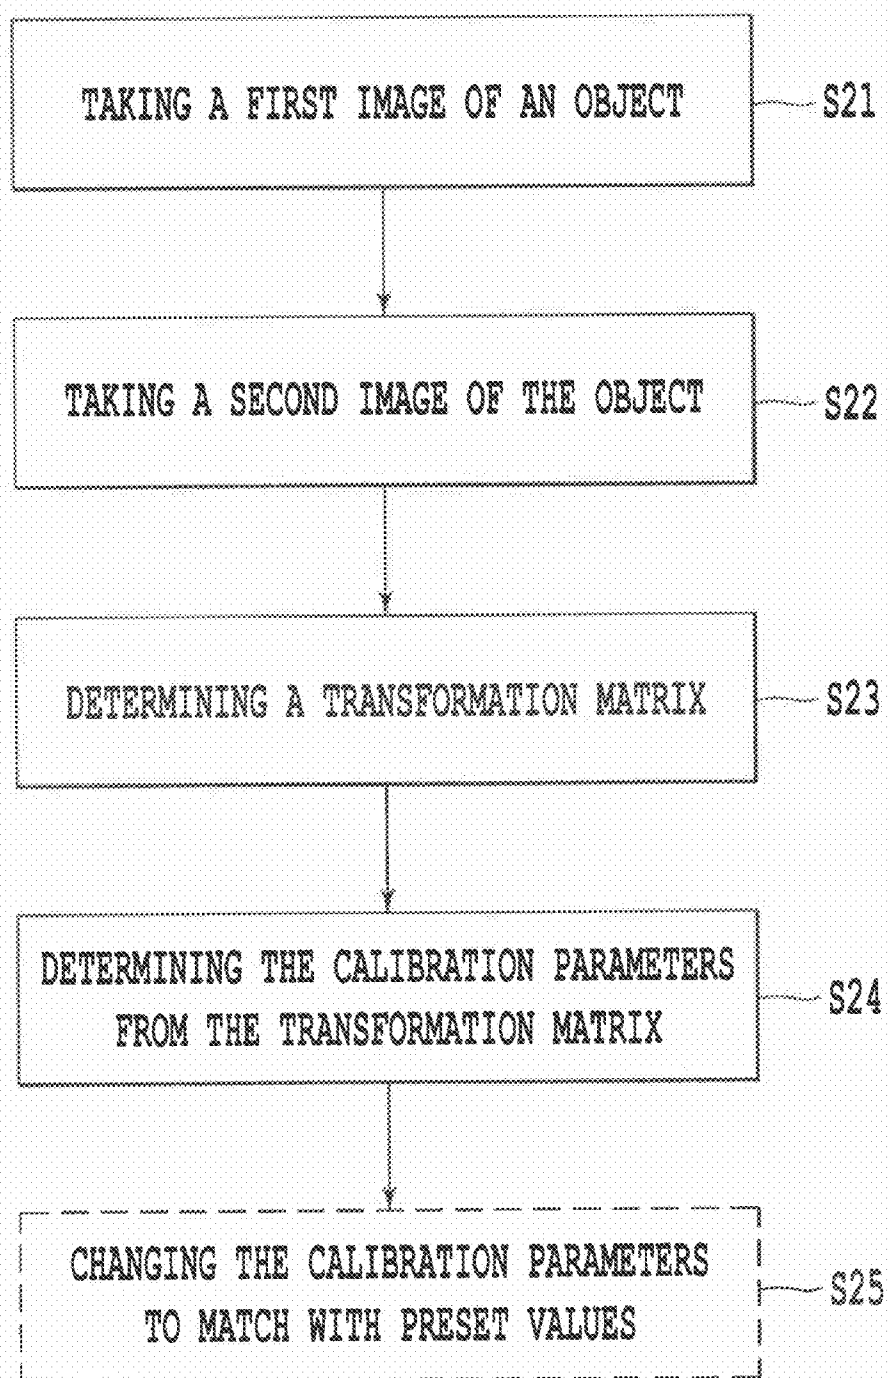 TAKING A FIRST IMAGE OF AN OBJECT
S21
TAKING A SECOND IMAGE OF THE OBJECT
S22
DETERMINING A TRANSFORMATION MATRIX
S23
DETERMINING THE CALIBRATION PARAMETERS
FROM THE TRANSFORMATION MATRIX
S24
CHANGING THE CALIBRATION PARAMETERS
TO MATCH WITH PRESET VALUES
S25